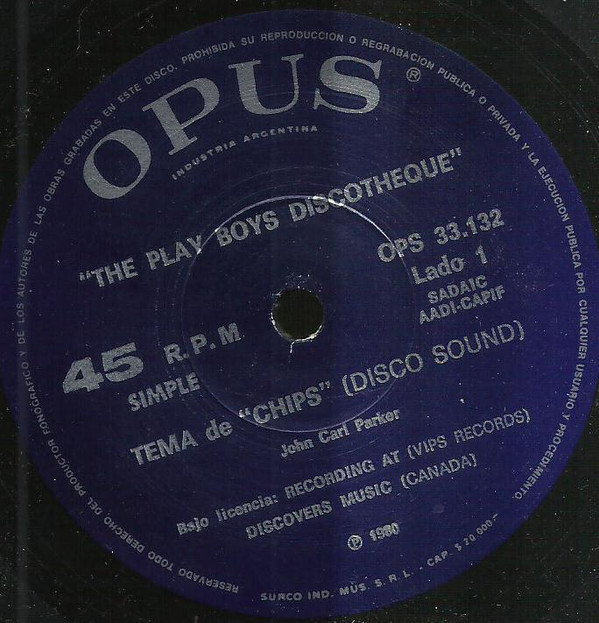 OPUS ®
INDUSTRIA ARGENTINA
"THE PLAY BOYS DISCOTHEQUE"
OPS 33.132
Lado 1
SADAIC
AADI-CAPIF
45 R.P.M
SIMPLE
TEMA de "CHIPS" (DISCO SOUND)
John Carl Parker
Bajo licencia: RECORDING AT (VIPS RECORDS)
DISCOVERS MUSIC (CANADA)
℗ 1980
RESERVADO TODO DERECHO DEL PRODUCTOR FONOGRAFICO Y DE LOS AUTORES DE LAS OBRAS GRABADAS EN ESTE DISCO. PROHIBIDA SU REPRODUCCION O REGRABACION PUBLICA O PRIVADA Y LA EJECUCION PUBLICA POR CUALQUIER USUARIO Y PROCEDIMIENTO
SURCO IND. MUS. S.R.L. - CAP. $ 20.000.-